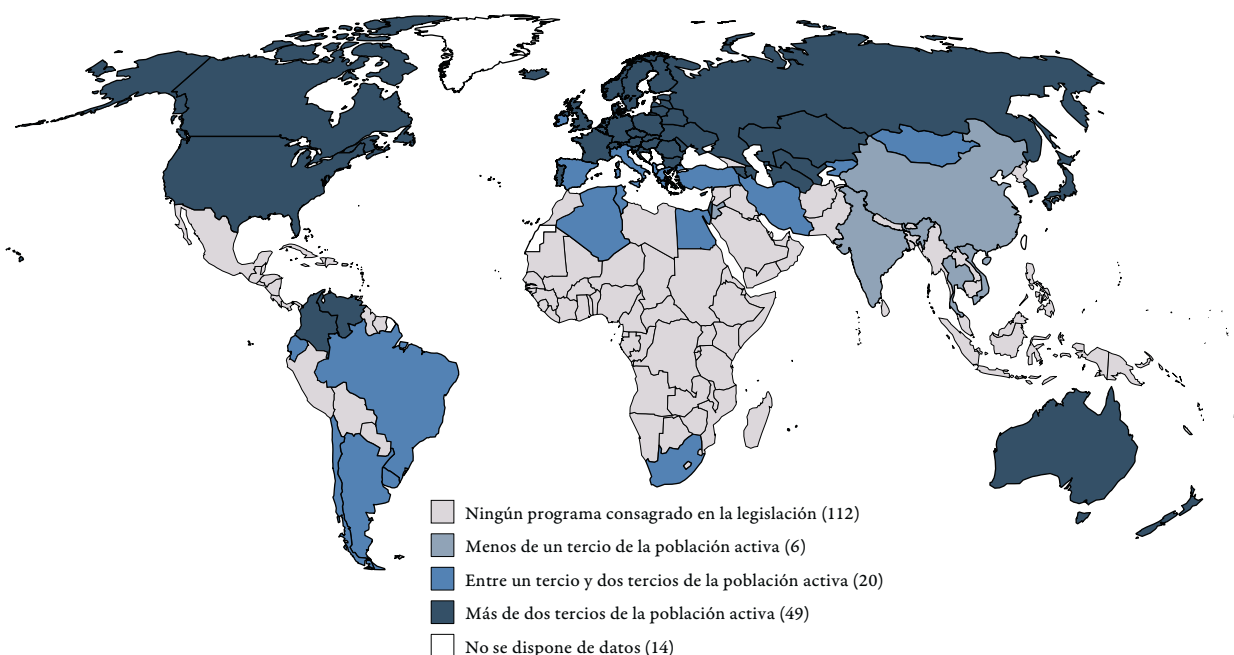 Ningún programa consagrado en la legislación (112)
Menos de un tercio de la población activa (6)
Entre un tercio y dos tercios de la población activa (20)
Más de dos tercios de la población activa (49)
No se dispone de datos (14)